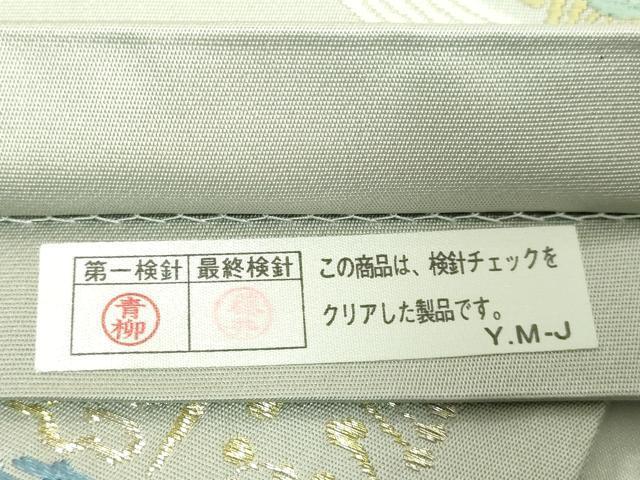 第一検針 最終検針
青柳
この商品は、検針チェックを
クリアした製品です。
Y.M-J